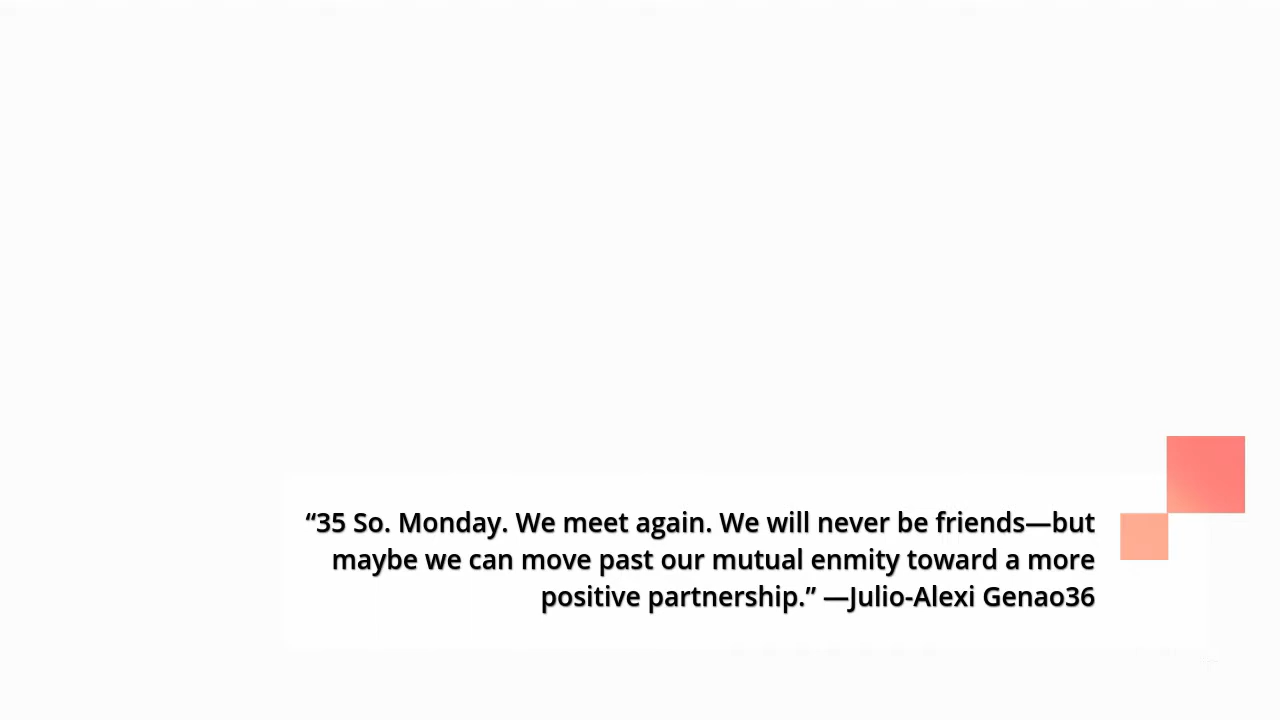 “35 So. Monday. We meet again. We will never be friends—but
maybe we can move past our mutual enmity toward a more
positive partnership.” —Julio-Alexi Genao36